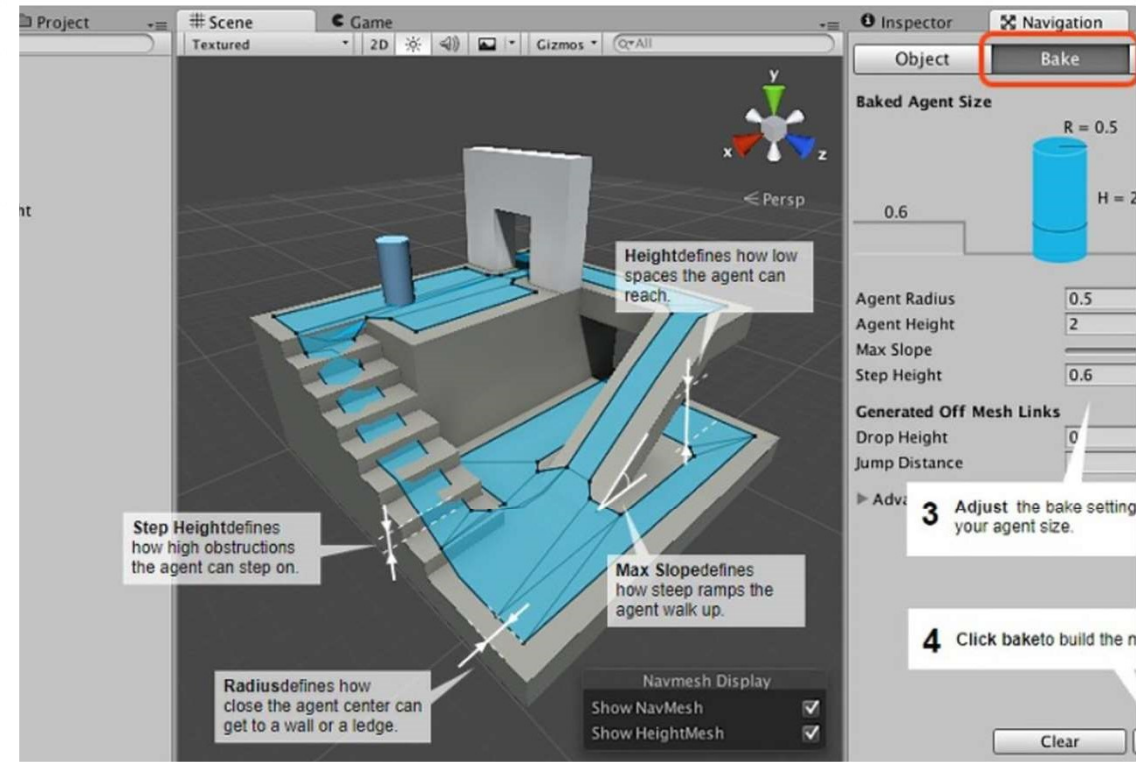 Project
Scene
Game
Inspector
Navigation
Textured
2D
Gizmos
All
Object
Bake
Baked Agent Size
R = 0.5
H = 2
0.6
y
x
z
Persp
nt
Heightdefines how low
spaces the agent can
reach.
Agent Radius 0.5
Agent Height 2
Max Slope
Step Height 0.6
Generated Off Mesh Links
Drop Height 0
Jump Distance
Adva
3 Adjust the bake setting
your agent size.
Step Heightdefines
how high obstructions
the agent can step on.
Max Slopedefines
how steep ramps the
agent walk up.
4 Click baketo build the n
Radiusdefines how
close the agent center can
get to a wall or a ledge.
Navmesh Display
Show NavMesh
Show HeightMesh
Clear